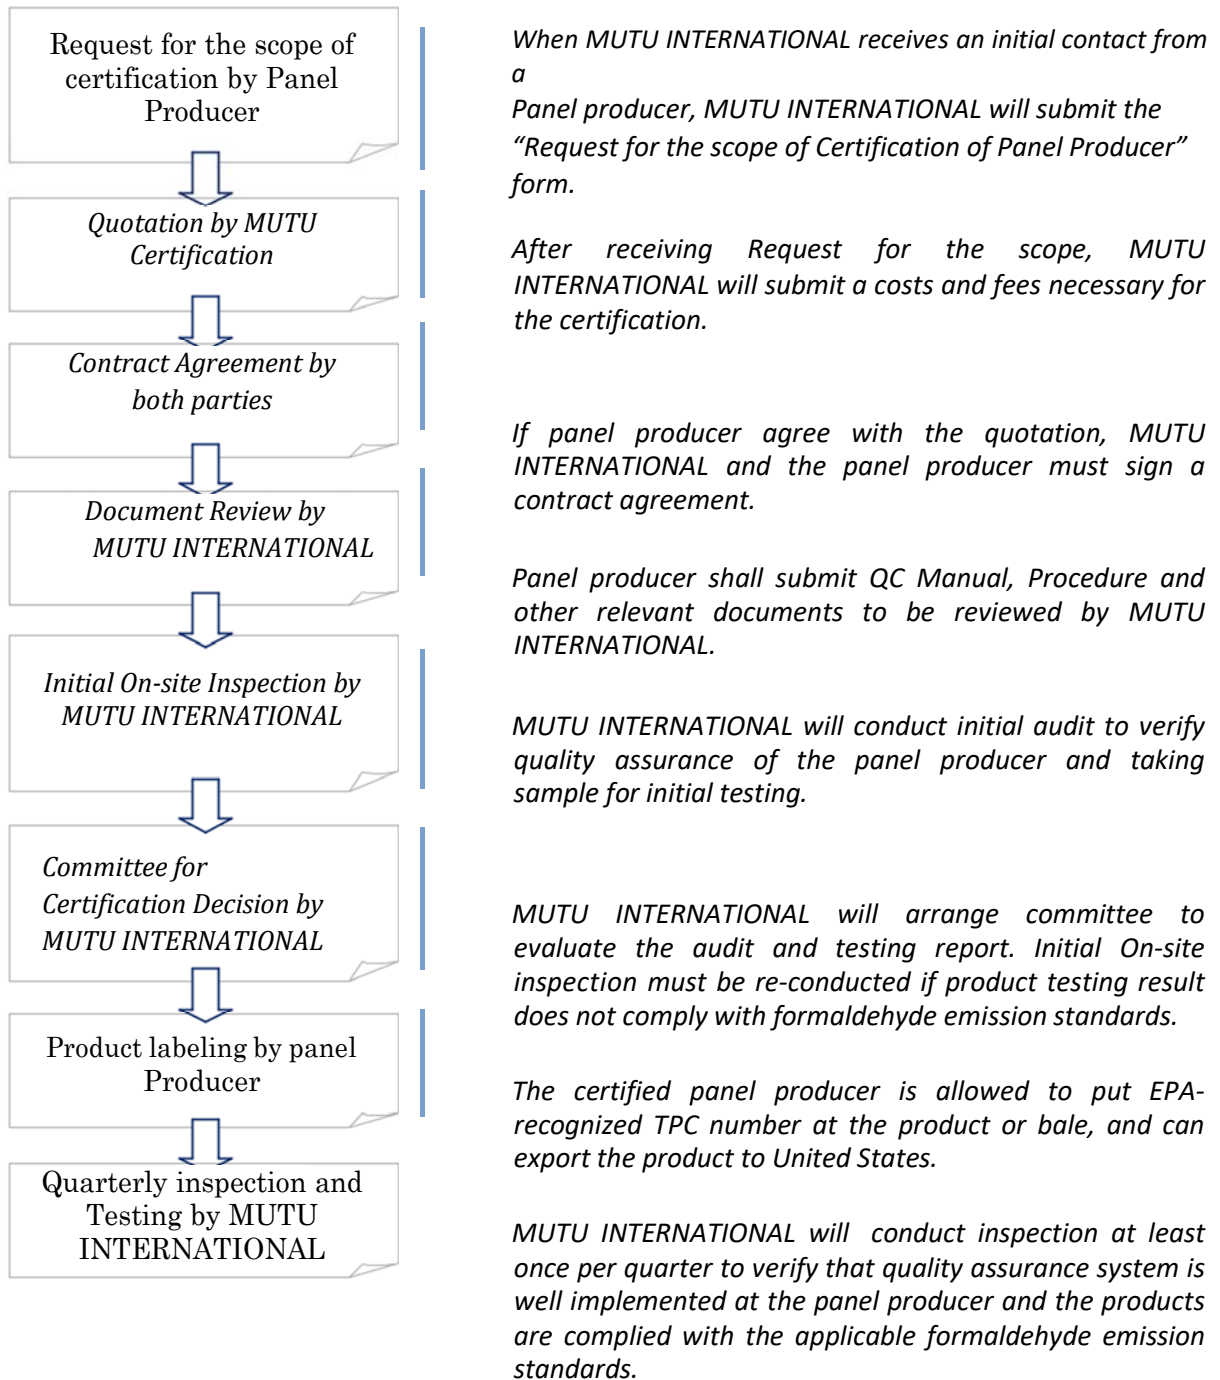 Request for the scope of
certification by Panel
Producer
When MUTU INTERNATIONAL receives an initial contact from
a
Panel producer, MUTU INTERNATIONAL will submit the
“Request for the scope of Certification of Panel Producer”
form.
Quotation by MUTU
Certification
After receiving Request for the scope, MUTU
INTERNATIONAL will submit a costs and fees necessary for
the certification.
Contract Agreement by
both parties
If panel producer agree with the quotation, MUTU
INTERNATIONAL and the panel producer must sign a
contract agreement.
Document Review by
MUTU INTERNATIONAL
Panel producer shall submit QC Manual, Procedure and
other relevant documents to be reviewed by MUTU
INTERNATIONAL.
Initial On-site Inspection by
MUTU INTERNATIONAL
MUTU INTERNATIONAL will conduct initial audit to verify
quality assurance of the panel producer and taking
sample for initial testing.
Committee for
Certification Decision by
MUTU INTERNATIONAL
MUTU INTERNATIONAL will arrange committee to
evaluate the audit and testing report. Initial On-site
inspection must be re-conducted if product testing result
does not comply with formaldehyde emission standards.
Product labeling by panel
Producer
The certified panel producer is allowed to put EPA-
recognized TPC number at the product or bale, and can
export the product to United States.
Quarterly inspection and
Testing by MUTU
INTERNATIONAL
MUTU INTERNATIONAL will conduct inspection at least
once per quarter to verify that quality assurance system is
well implemented at the panel producer and the products
are complied with the applicable formaldehyde emission
standards.